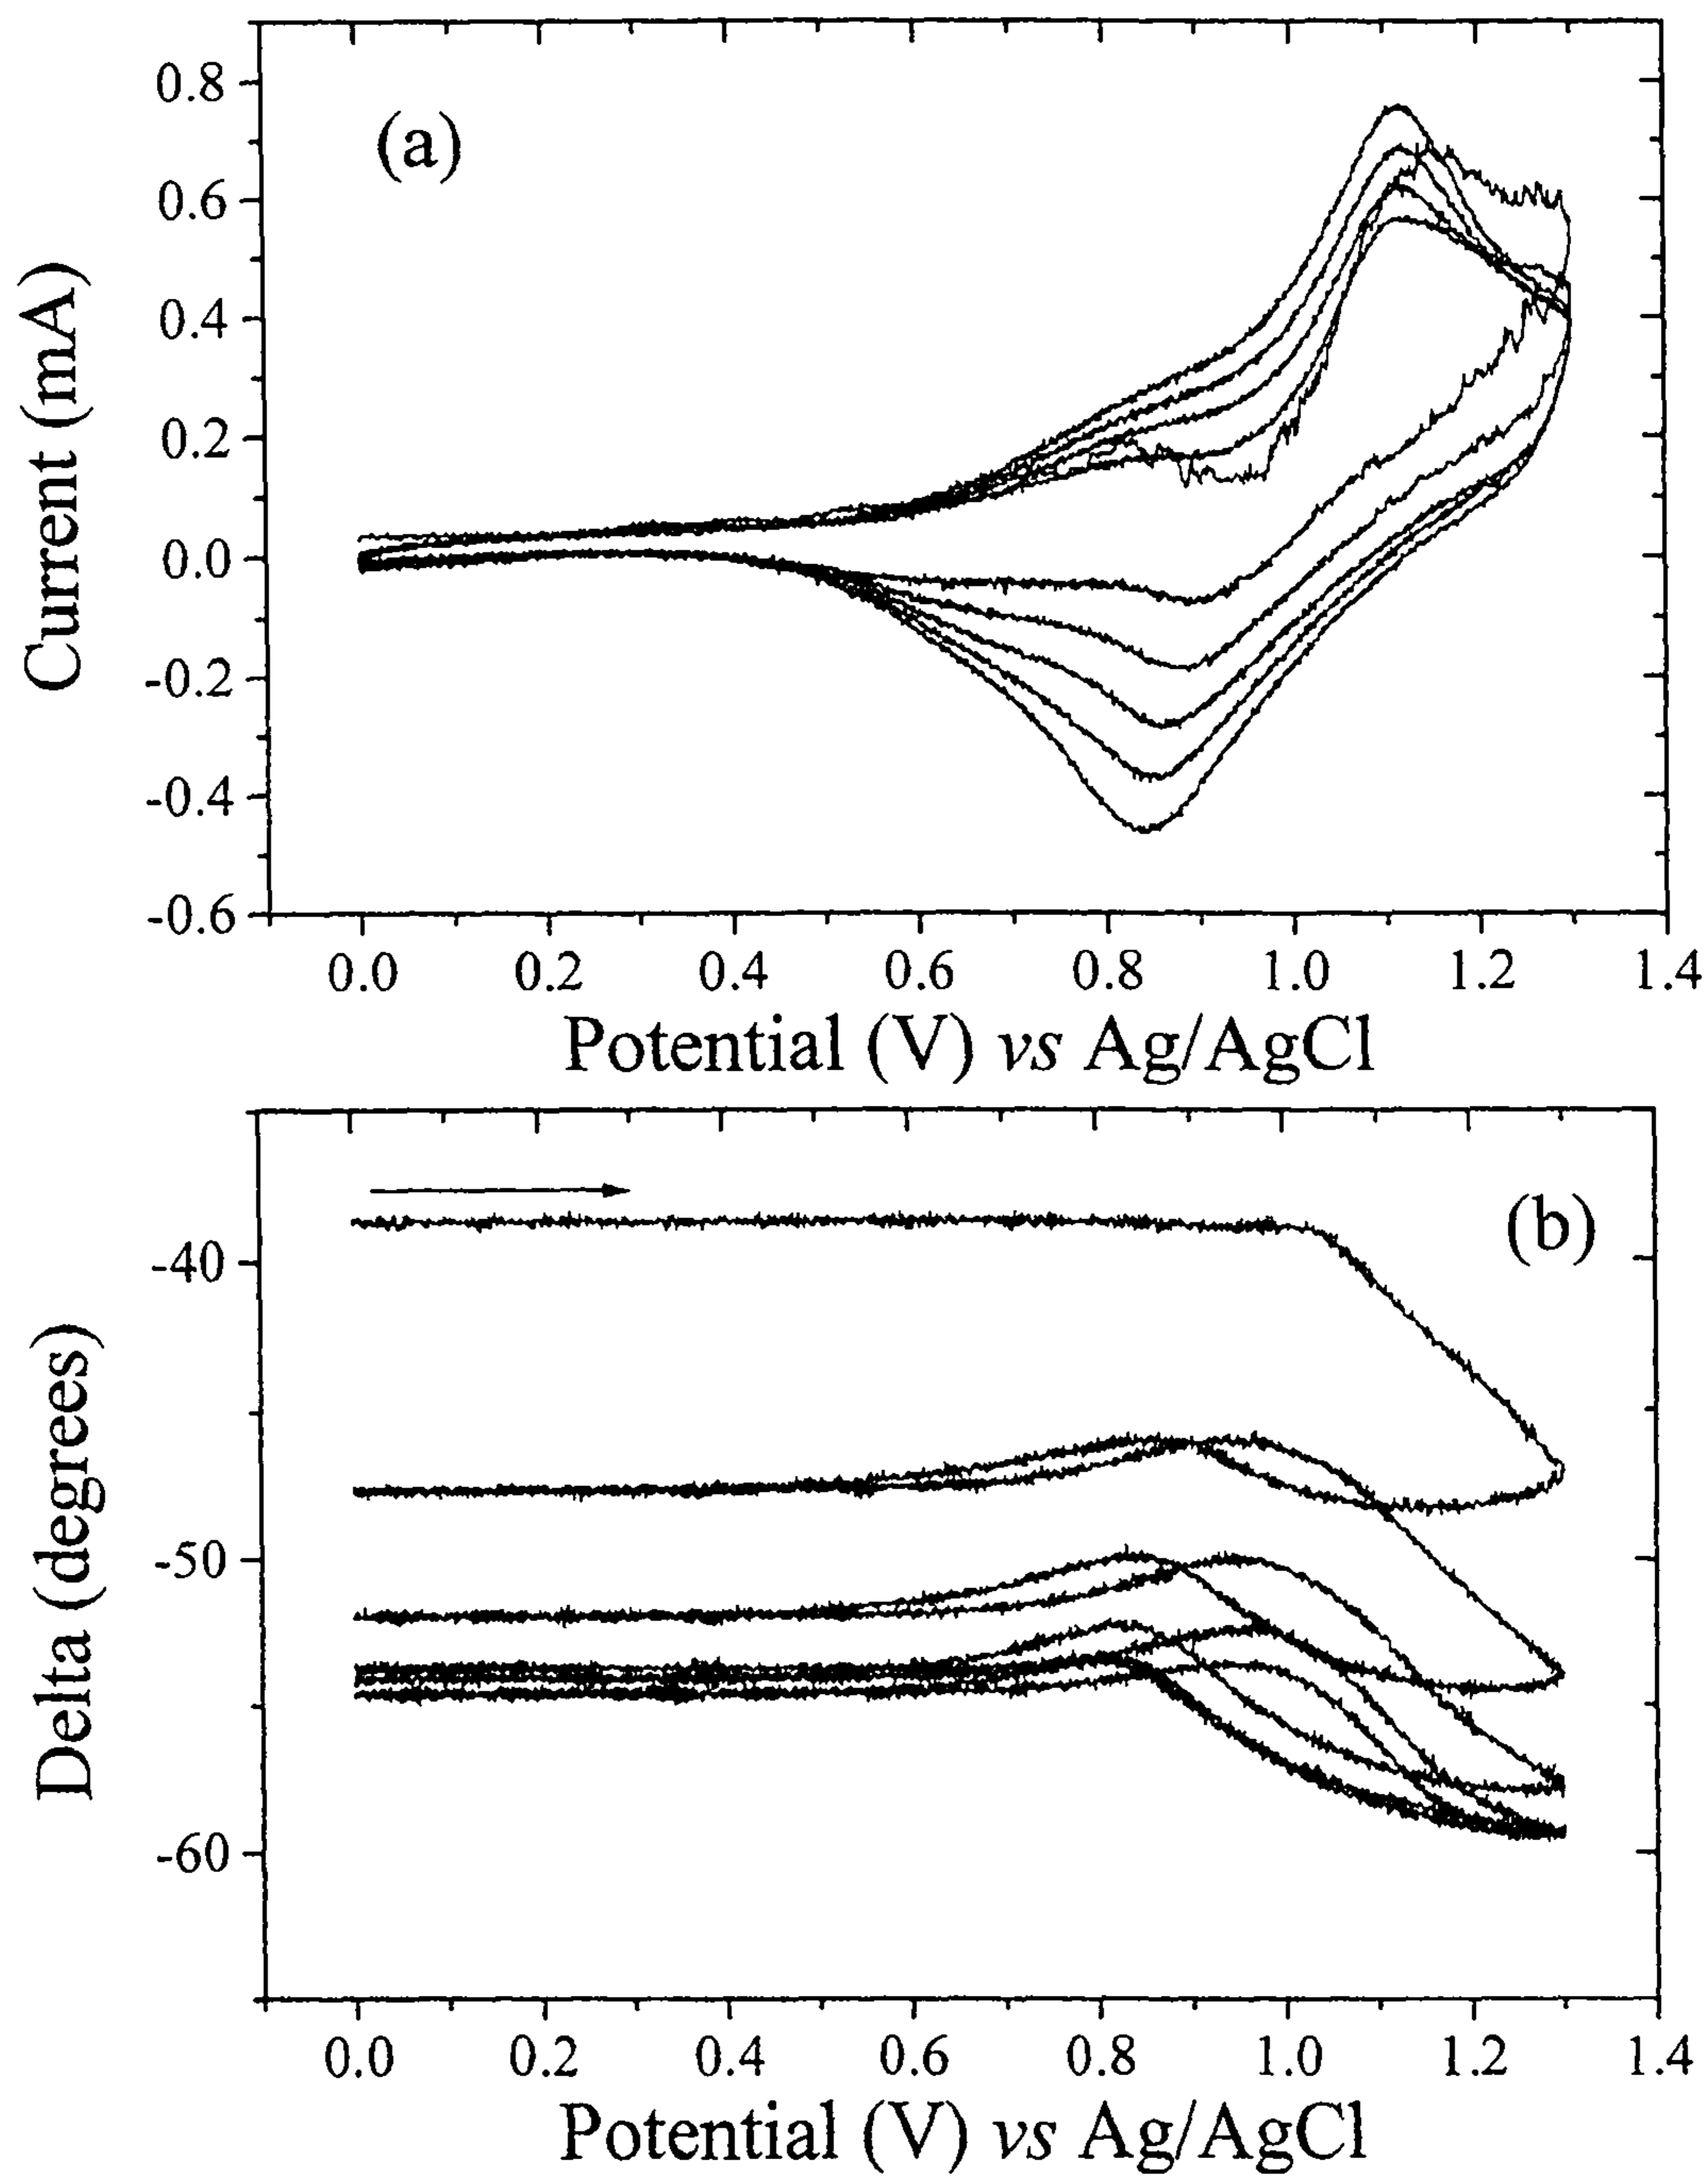 (a)
0.8
0.6
0.4
0.2
0.0
-0.2
-0.4
-0.6
Current (mA)
0.0 0.2 0.4 0.6 0.8 1.0 1.2 1.4
Potential (V) vs Ag/AgCl
(b)
-40
-50
-60
Delta (degrees)
0.0 0.2 0.4 0.6 0.8 1.0 1.2 1.4
Potential (V) vs Ag/AgCl